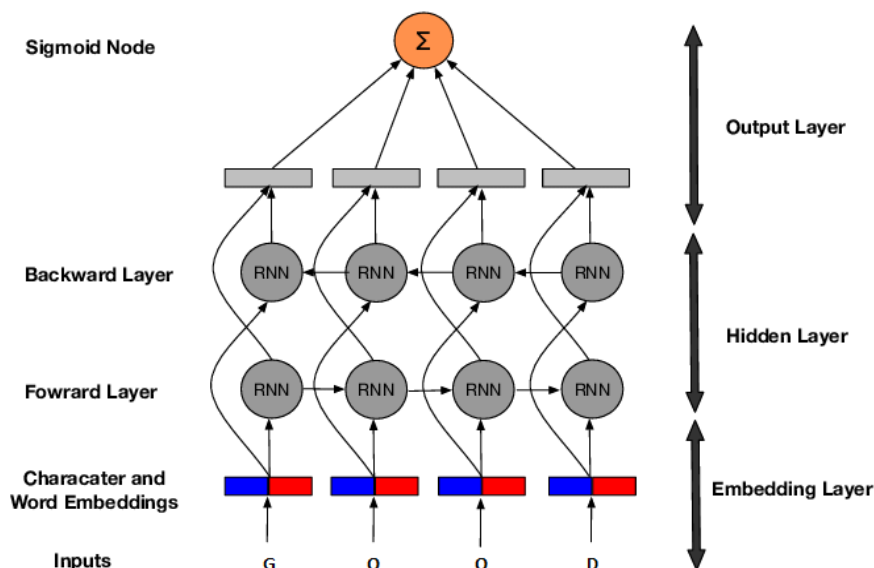 Sigmoid Node
Σ
Output Layer
Backward Layer
RNN RNN RNN RNN
Hidden Layer
Fowrard Layer
RNN RNN RNN RNN
Characater and
Word Embeddings
Embedding Layer
Inputs
G O O D